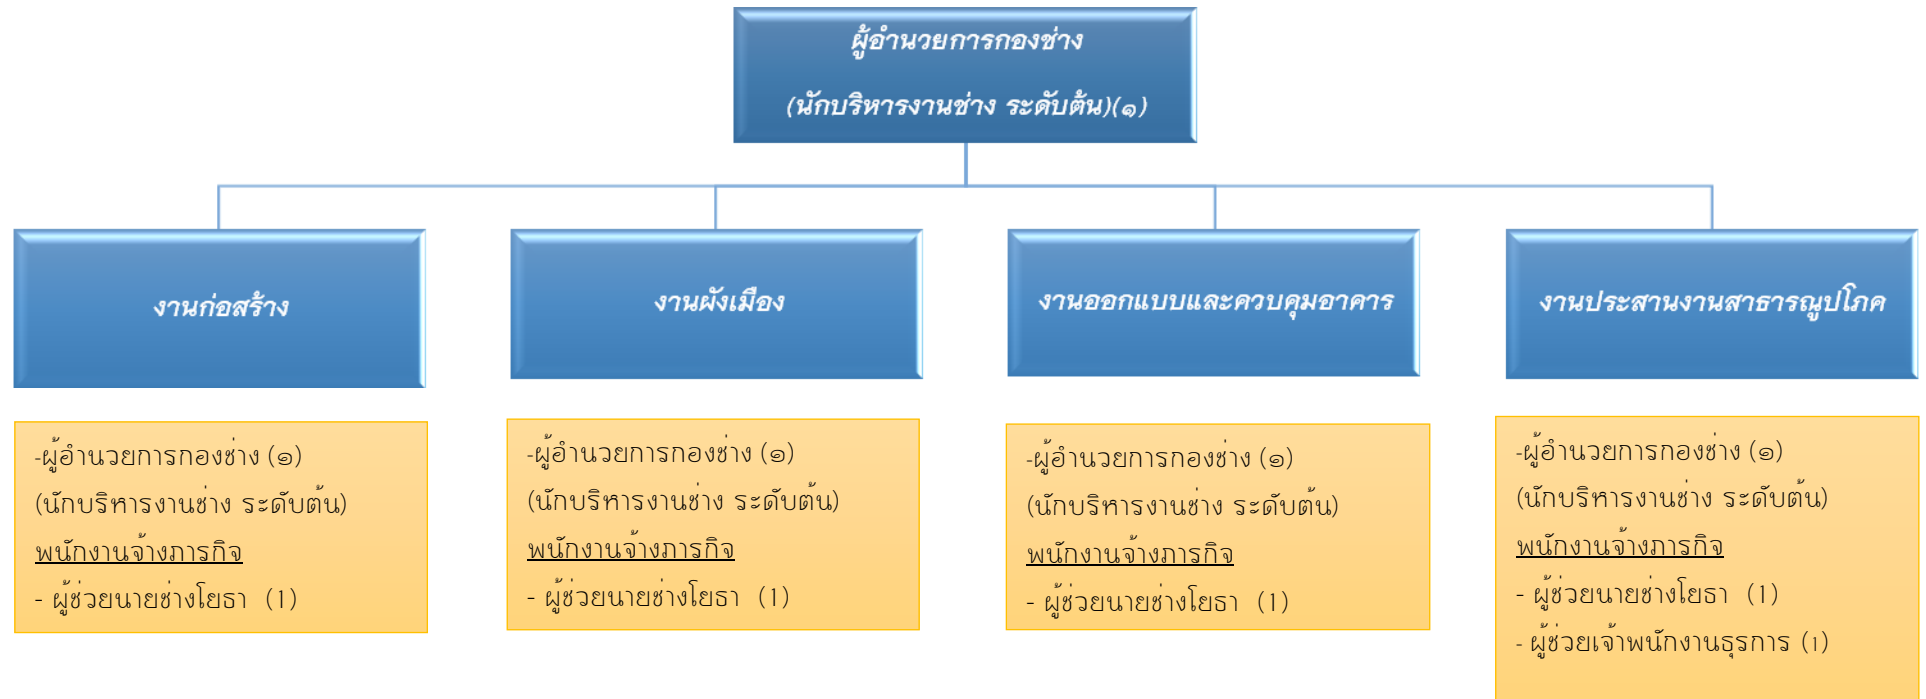 ผู้อำนวยการกองช่าง
(นักบริหารงานช่าง ระดับต้น)(๑)
งานก่อสร้าง
งานผังเมือง
งานออกแบบและควบคุมอาคาร
งานประสานงานสาธารณูปโภค
-ผู้อำนวยการกองช่าง (๑)
(นักบริหารงานช่าง ระดับต้น)
พนักงานจ้างภารกิจ
- ผู้ช่วยนายช่างโยธา (1)
-ผู้อำนวยการกองช่าง (๑)
(นักบริหารงานช่าง ระดับต้น)
พนักงานจ้างภารกิจ
- ผู้ช่วยนายช่างโยธา (1)
-ผู้อำนวยการกองช่าง (๑)
(นักบริหารงานช่าง ระดับต้น)
พนักงานจ้างภารกิจ
- ผู้ช่วยนายช่างโยธา (1)
-ผู้อำนวยการกองช่าง (๑)
(นักบริหารงานช่าง ระดับต้น)
พนักงานจ้างภารกิจ
- ผู้ช่วยนายช่างโยธา (1)
- ผู้ช่วยเจ้าพนักงานธุรการ (1)